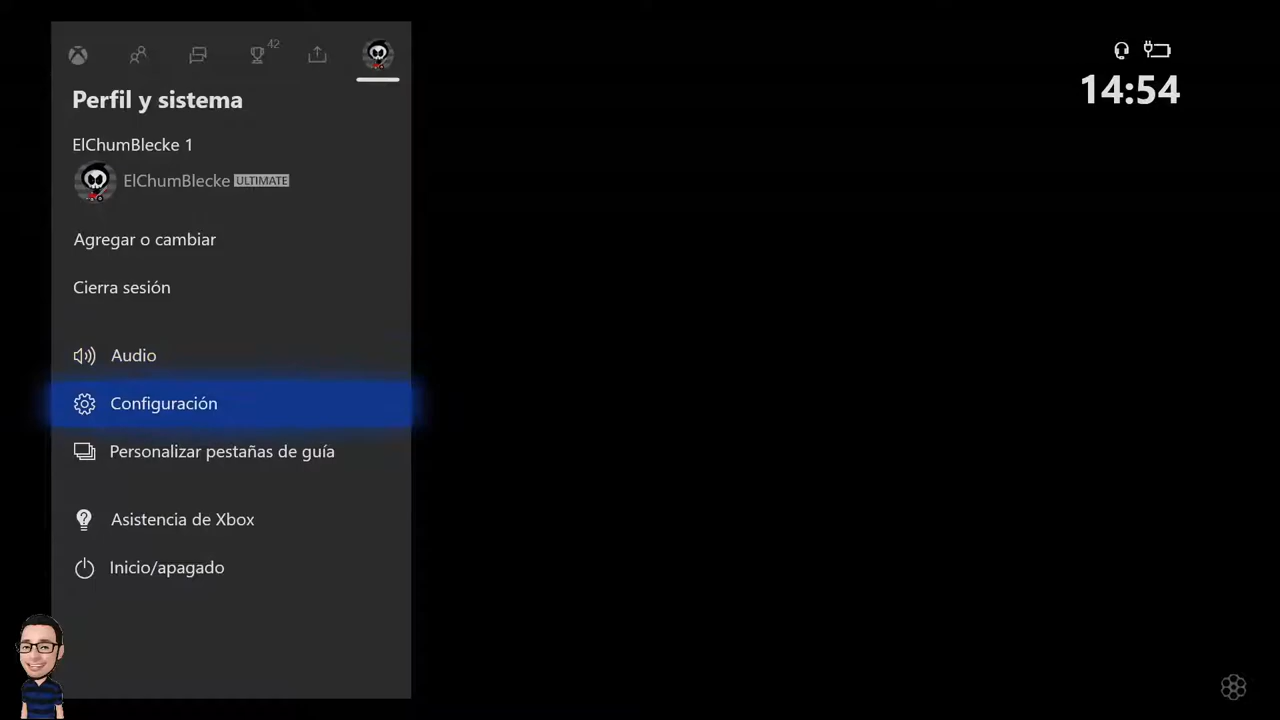 42
14:54
Perfil y sistema
ElChumBlecke 1
ElChumBlecke ULTIMATE
Agregar o cambiar
Cierra sesión
Audio
Configuración
Personalizar pestañas de guía
Asistencia de Xbox
Inicio/apagado